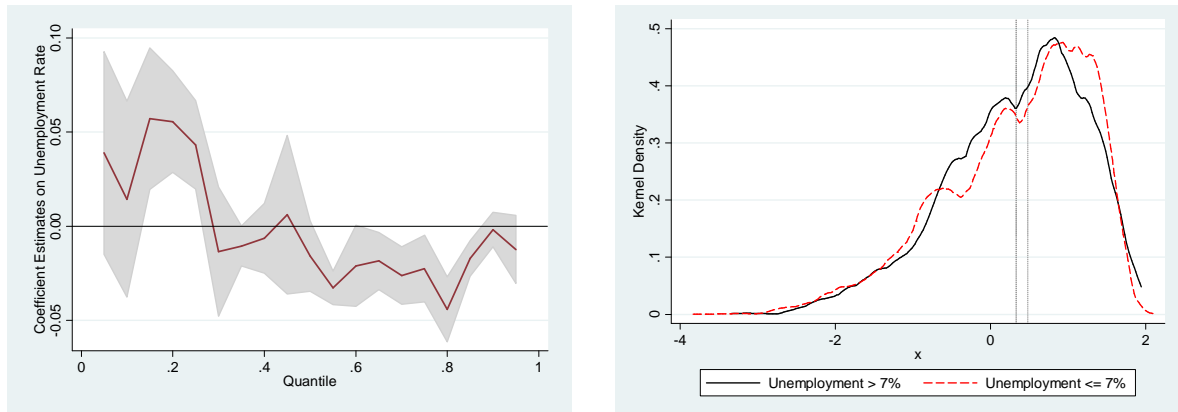 Coefficient Estimates on Unemployment Rate
0.10
0.05
0.00
-0.05
0 .2 .4 .6 .8 1
Quantile
Kernel Density
.5
.4
.3
.2
.1
0
-4 -2 0 2
x
Unemployment > 7% Unemployment <= 7%